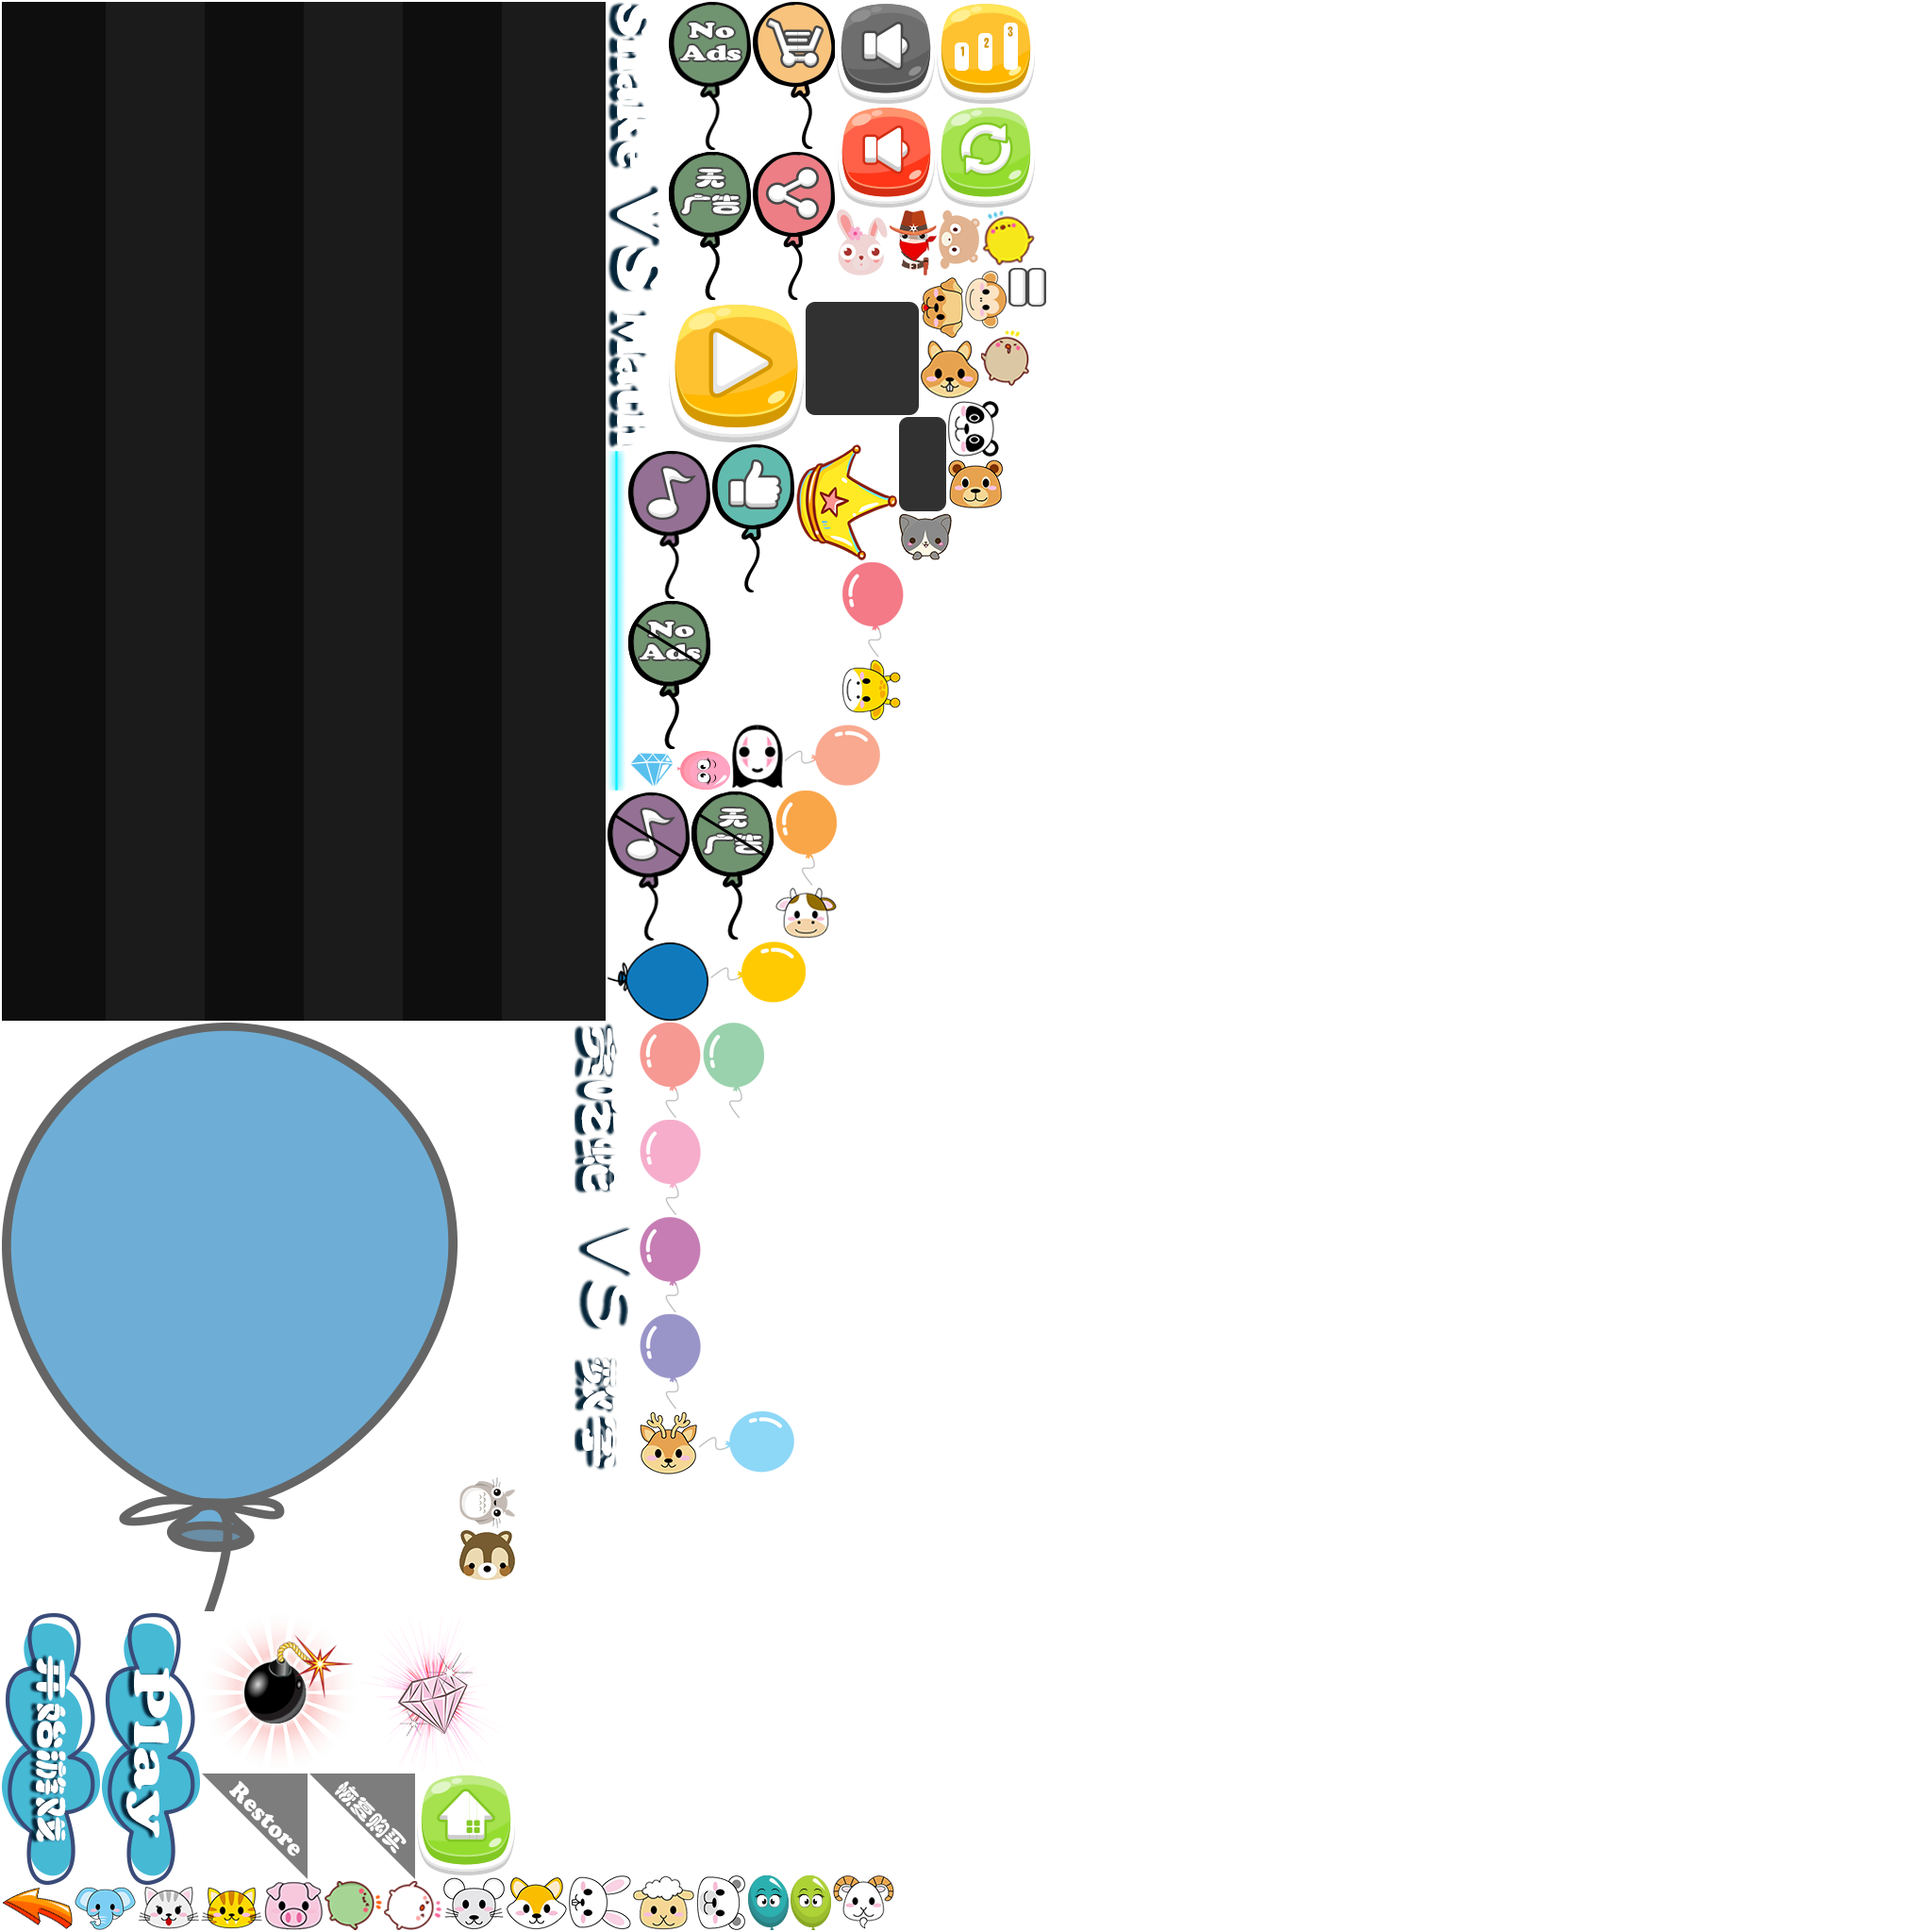 Snake VS Math
No
Ads
1 2 3
无
广告
No
Ads
无
广告
贪吃蛇 VS 数字
开始游戏
Play
Restore
恢复购买